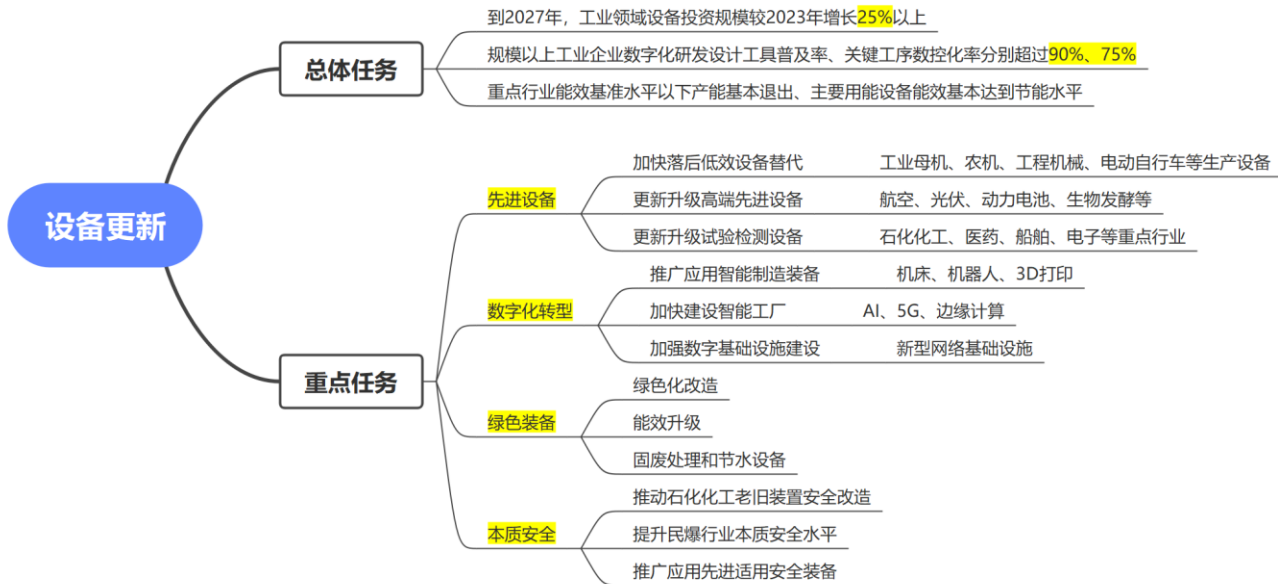 设备更新
总体任务
到2027年，工业领域设备投资规模较2023年增长25%以上
规模以上工业企业数字化研发设计工具普及率、关键工序数控化率分别超过90%、75%
重点行业能效基准水平以下产能基本退出、主要用能设备能效基本达到节能水平
重点任务
先进设备
加快落后低效设备替代 工业母机、农机、工程机械、电动自行车等生产设备
更新升级高端先进设备 航空、光伏、动力电池、生物发酵等
更新升级试验检测设备 石化化工、医药、船舶、电子等重点行业
数字化转型
推广应用智能制造装备 机床、机器人、3D打印
加快建设智能工厂 AI、5G、边缘计算
加强数字基础设施建设 新型网络基础设施
绿色装备
绿色化改造
能效升级
固废处理和节水设备
本质安全
推动石化化工老旧装置安全改造
提升民爆行业本质安全水平
推广应用先进适用安全装备